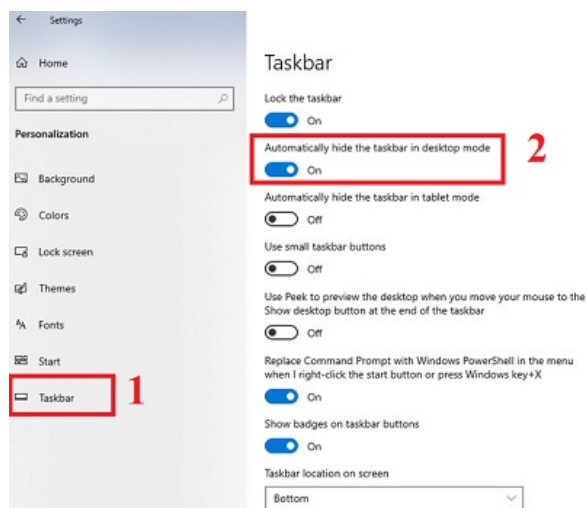 Settings
Home
Find a setting
Personalization
Background
Colors
Lock screen
Themes
Fonts
Start
Taskbar
1
Taskbar
Lock the taskbar
On
Automatically hide the taskbar in desktop mode
On
2
Automatically hide the taskbar in tablet mode
Off
Use small taskbar buttons
Off
Use Peek to preview the desktop when you move your mouse to the
Show desktop button at the end of the taskbar
Off
Replace Command Prompt with Windows PowerShell in the menu
when I right-click the start button or press Windows key+X
On
Show badges on taskbar buttons
On
Taskbar location on screen
Bottom